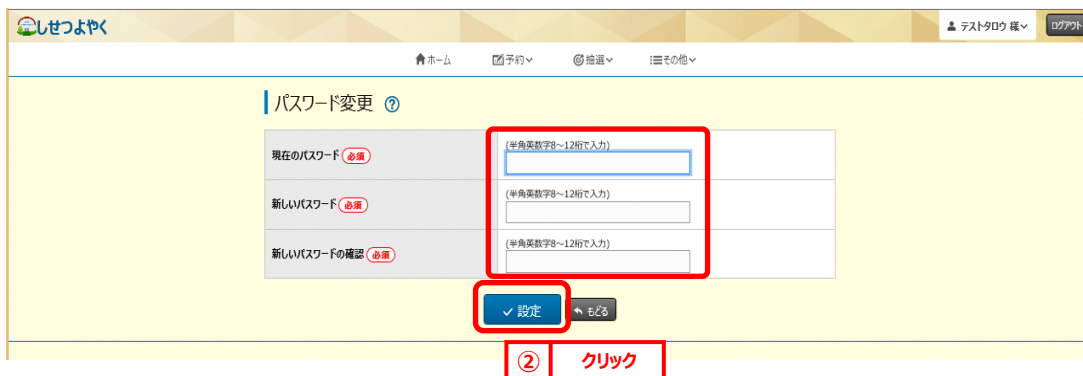 しせつよやく
テストタロウ 様
ログアウト
ホーム 予約 抽選 その他
パスワード変更 ?
(半角英数字8～12桁で入力)
現在のパスワード 必須
(半角英数字8～12桁で入力)
新しいパスワード 必須
(半角英数字8～12桁で入力)
新しいパスワードの確認 必須
設定 もどる
② クリック